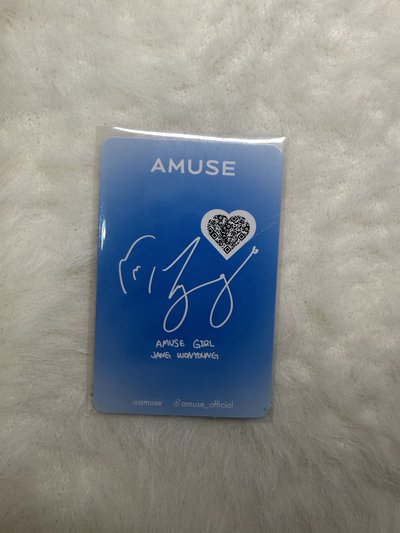 AMUSE
AMUSE GIRL
JANG WONYOUNG
@amuse amuse_official